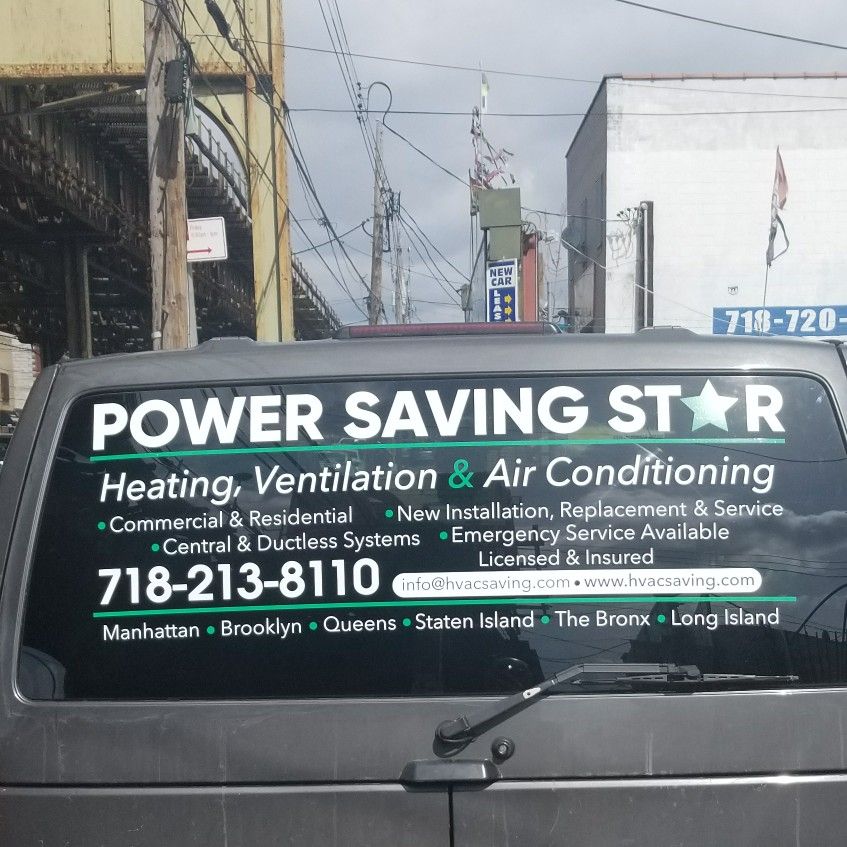 NEW
CAR
LEAS
718-720-
POWER SAVING ST★R
Heating, Ventilation & Air Conditioning
• Commercial & Residential • New Installation, Replacement & Service
• Central & Ductless Systems • Emergency Service Available
Licensed & Insured
718-213-8110 info@hvacsaving.com • www.hvacsaving.com
Manhattan • Brooklyn • Queens • Staten Island • The Bronx • Long Island